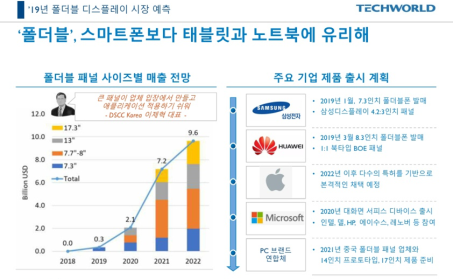 '19년 폴더블 디스플레이 시장 예측
TECHWORLD
'폴더블', 스마트폰보다 태블릿과 노트북에 유리해
폴더블 패널 사이즈별 매출 전망
큰 패널이 업체 입장에서 만들고
애플리케이션 적용하기 쉬워
- DSCC Korea 이제혁 대표 -
Billion USD
12.0
10.0
8.0
6.0
4.0
2.0
0.0
17.3"
13"
7.7"-8"
7.3"
Total
0.0
0.3
2.1
7.2
9.6
2018
2019
2020
2021
2022
주요 기업 제품 출시 계획
SAMSUNG
삼성전자
• 2019년 1월, 7.3인치 폴더블폰 발매
• 삼성디스플레이 4.2:3인치 패널
HUAWEI
• 2019년 3월 8.3인치 폴더블폰 발매
• 1:1 북타입 BOE 패널
• 2022년 이후 다수의 특허를 기반으로
본격적인 채택 예정
Microsoft
• 2020년 대화면 서피스 디바이스 출시
• 인텔, 델, HP, 에이수스, 레노버 등 참여
PC 브랜드
연합체
• 2021년 중국 폴더블 패널 업체와
• 14인치 프로토타입, 17인치 제품 준비